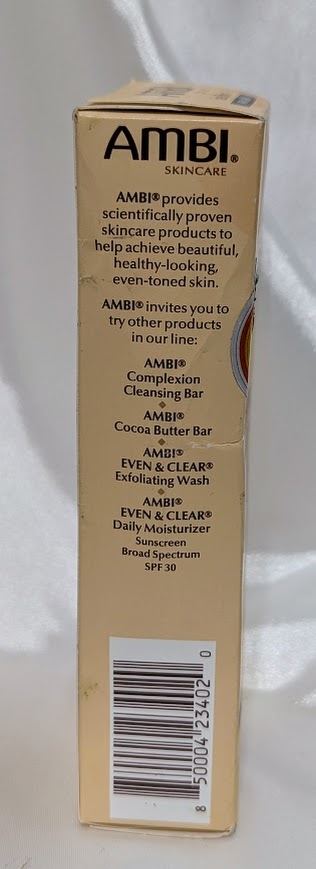 AMBI®
SKINCARE
AMBI® provides
scientifically proven
skincare products to
help achieve beautiful,
healthy-looking,
even-toned skin.
AMBI® invites you to
try other products
in our line:
AMBI®
Complexion
Cleansing Bar
AMBI®
Cocoa Butter Bar
AMBI®
EVEN & CLEAR®
Exfoliating Wash
AMBI®
EVEN & CLEAR®
Daily Moisturizer
Sunscreen
Broad Spectrum
SPF 30
8 50004 23402 0